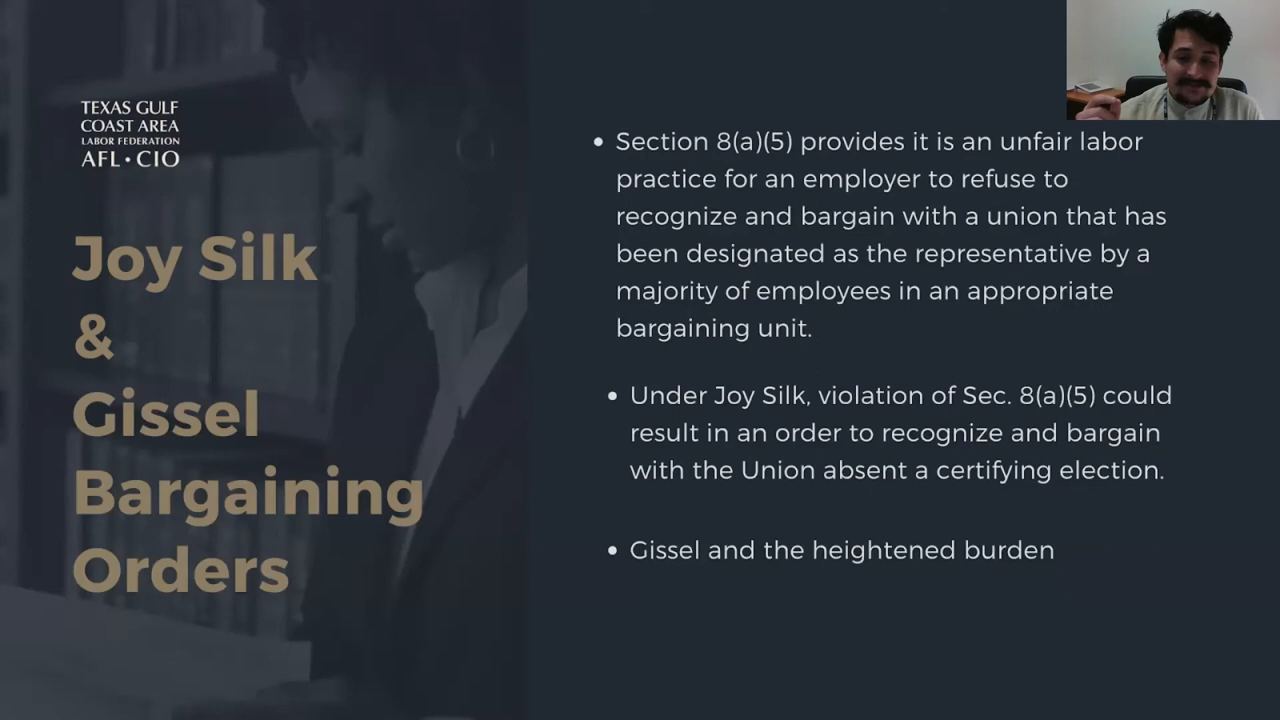 TEXAS GULF
COAST AREA
LABOR FEDERATION
AFL • CIO
Joy Silk
&
Gissel
Bargaining
Orders
• Section 8(a)(5) provides it is an unfair labor
practice for an employer to refuse to
recognize and bargain with a union that has
been designated as the representative by a
majority of employees in an appropriate
bargaining unit.
• Under Joy Silk, violation of Sec. 8(a)(5) could
result in an order to recognize and bargain
with the Union absent a certifying election.
• Gissel and the heightened burden